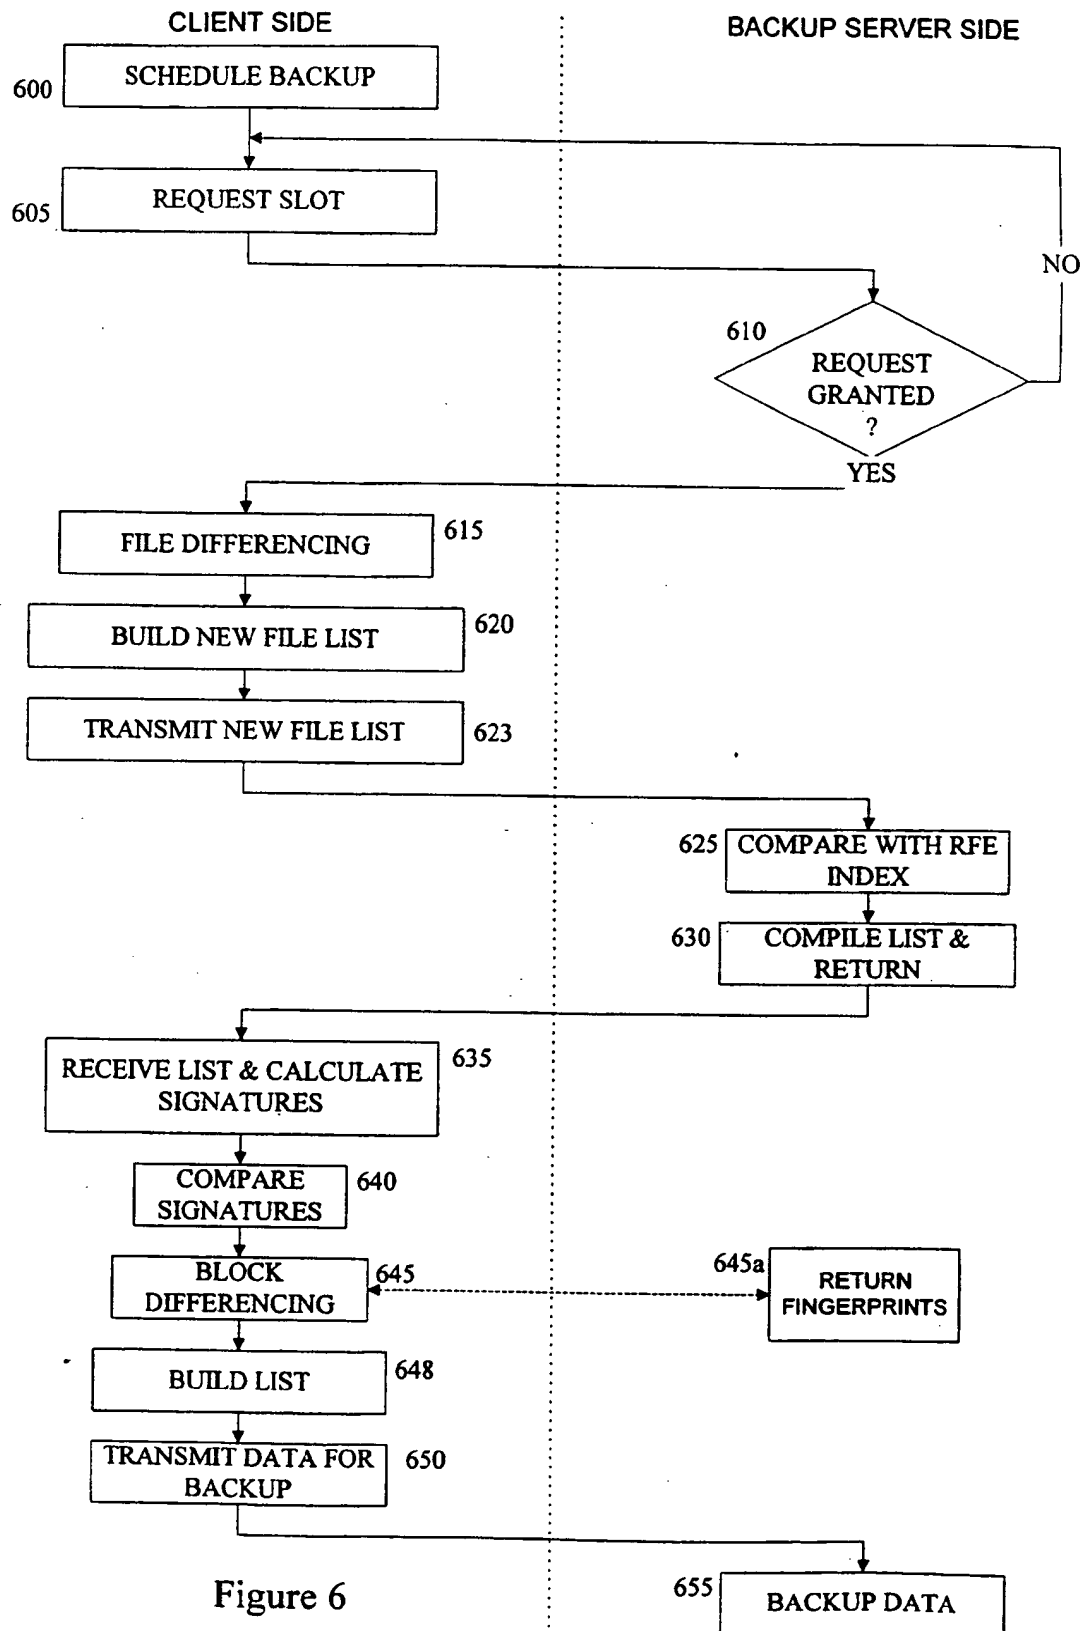 CLIENT SIDE
BACKUP SERVER SIDE
600
SCHEDULE BACKUP
605
REQUEST SLOT
NO
610
REQUEST
GRANTED
?
YES
FILE DIFFERENCING
615
BUILD NEW FILE LIST
620
TRANSMIT NEW FILE LIST
623
625
COMPARE WITH RFE
INDEX
630
COMPILE LIST &
RETURN
RECEIVE LIST & CALCULATE
SIGNATURES
635
COMPARE
SIGNATURES
640
BLOCK
DIFFERENCING
645
645a
RETURN
FINGERPRINTS
BUILD LIST
648
TRANSMIT DATA FOR
BACKUP
650
655
BACKUP DATA
Figure 6